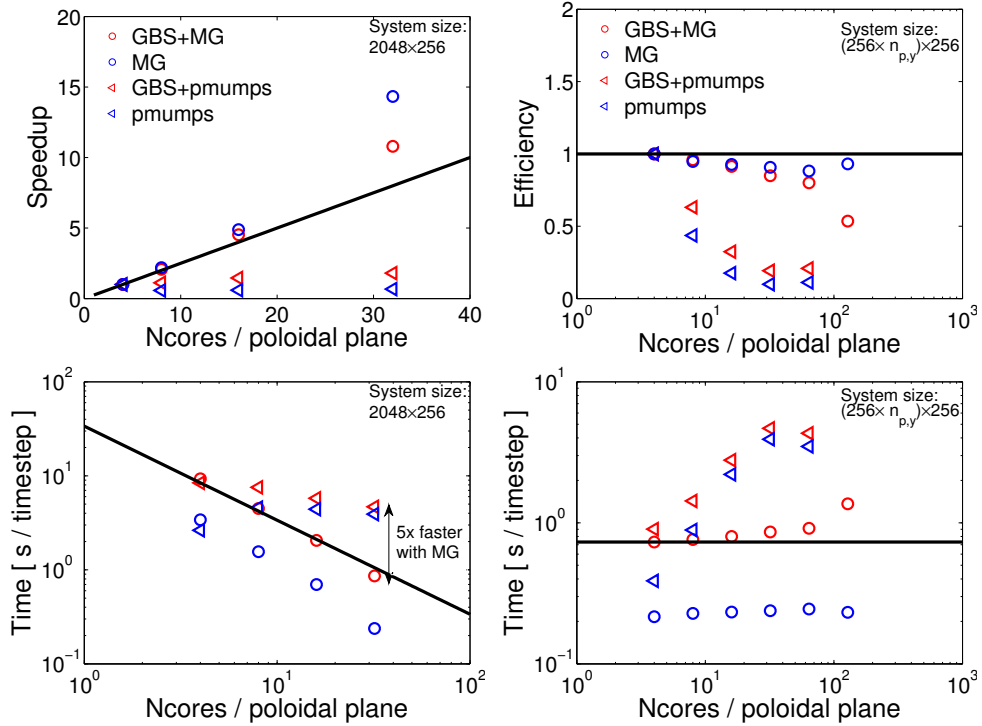 System size:
2048×256
GBS+MG
MG
GBS+pmumps
pmumps
Speedup
0
5
10
15
20
0
10
20
30
40
Ncores / poloidal plane
System size:
(256× n_{p,y})×256
GBS+MG
MG
GBS+pmumps
pmumps
Efficiency
0
0.5
1
1.5
2
10^0
10^1
10^2
10^3
Ncores / poloidal plane
System size:
2048×256
5x faster
with MG
Time [ s / timestep ]
10^{-1}
10^0
10^1
10^2
10^0
10^1
10^2
Ncores / poloidal plane
System size:
(256× n_{p,y})×256
Time [ s / timestep ]
10^{-1}
10^0
10^1
10^0
10^1
10^2
10^3
Ncores / poloidal plane